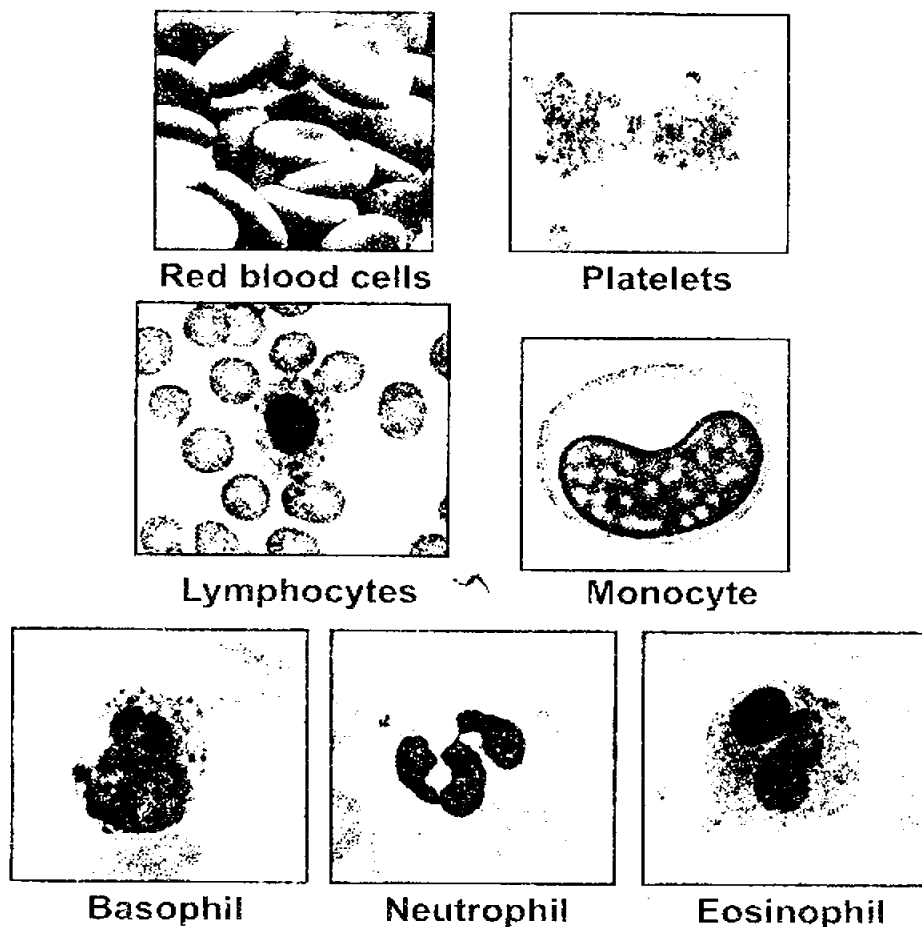 Red blood cells
Platelets
Lymphocytes
Monocyte
Basophil
Neutrophil
Eosinophil